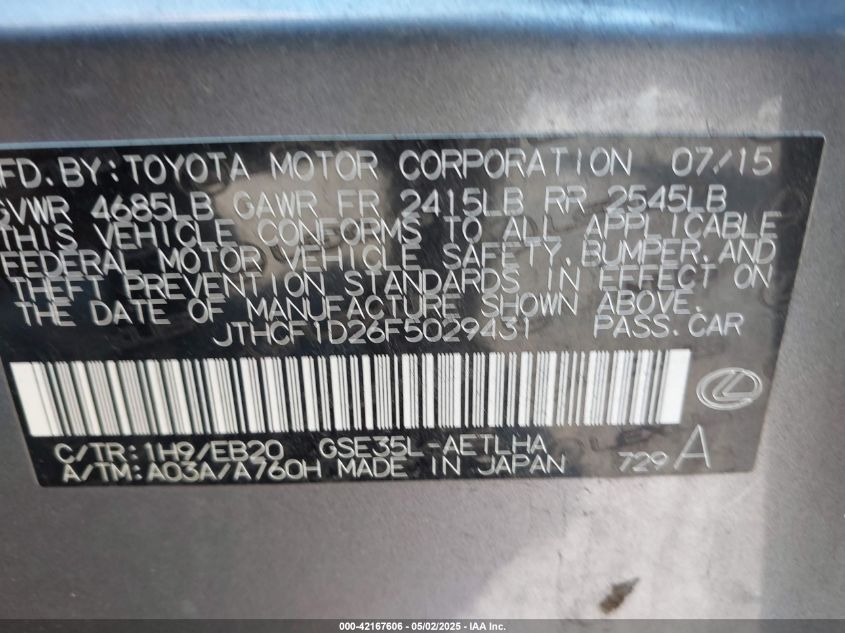 MFD. BY: TOYOTA MOTOR CORPORATION 07/15
GVWR 4685LB GAWR FR 2415LB RR 2545LB
THIS VEHICLE CONFORMS TO ALL APPLICABLE
FEDERAL MOTOR VEHICLE SAFETY, BUMPER, AND
THEFT PREVENTION STANDARDS IN EFFECT ON
THE DATE OF MANUFACTURE SHOWN ABOVE.
JTHCF1D26F5029431 PASS. CAR
C/TR: 1H9/EB20 GSE35L-AETLHA
A/TM: A03A/A760H MADE IN JAPAN 729 A
000-42167606 - 05/02/2025 - IAA Inc.